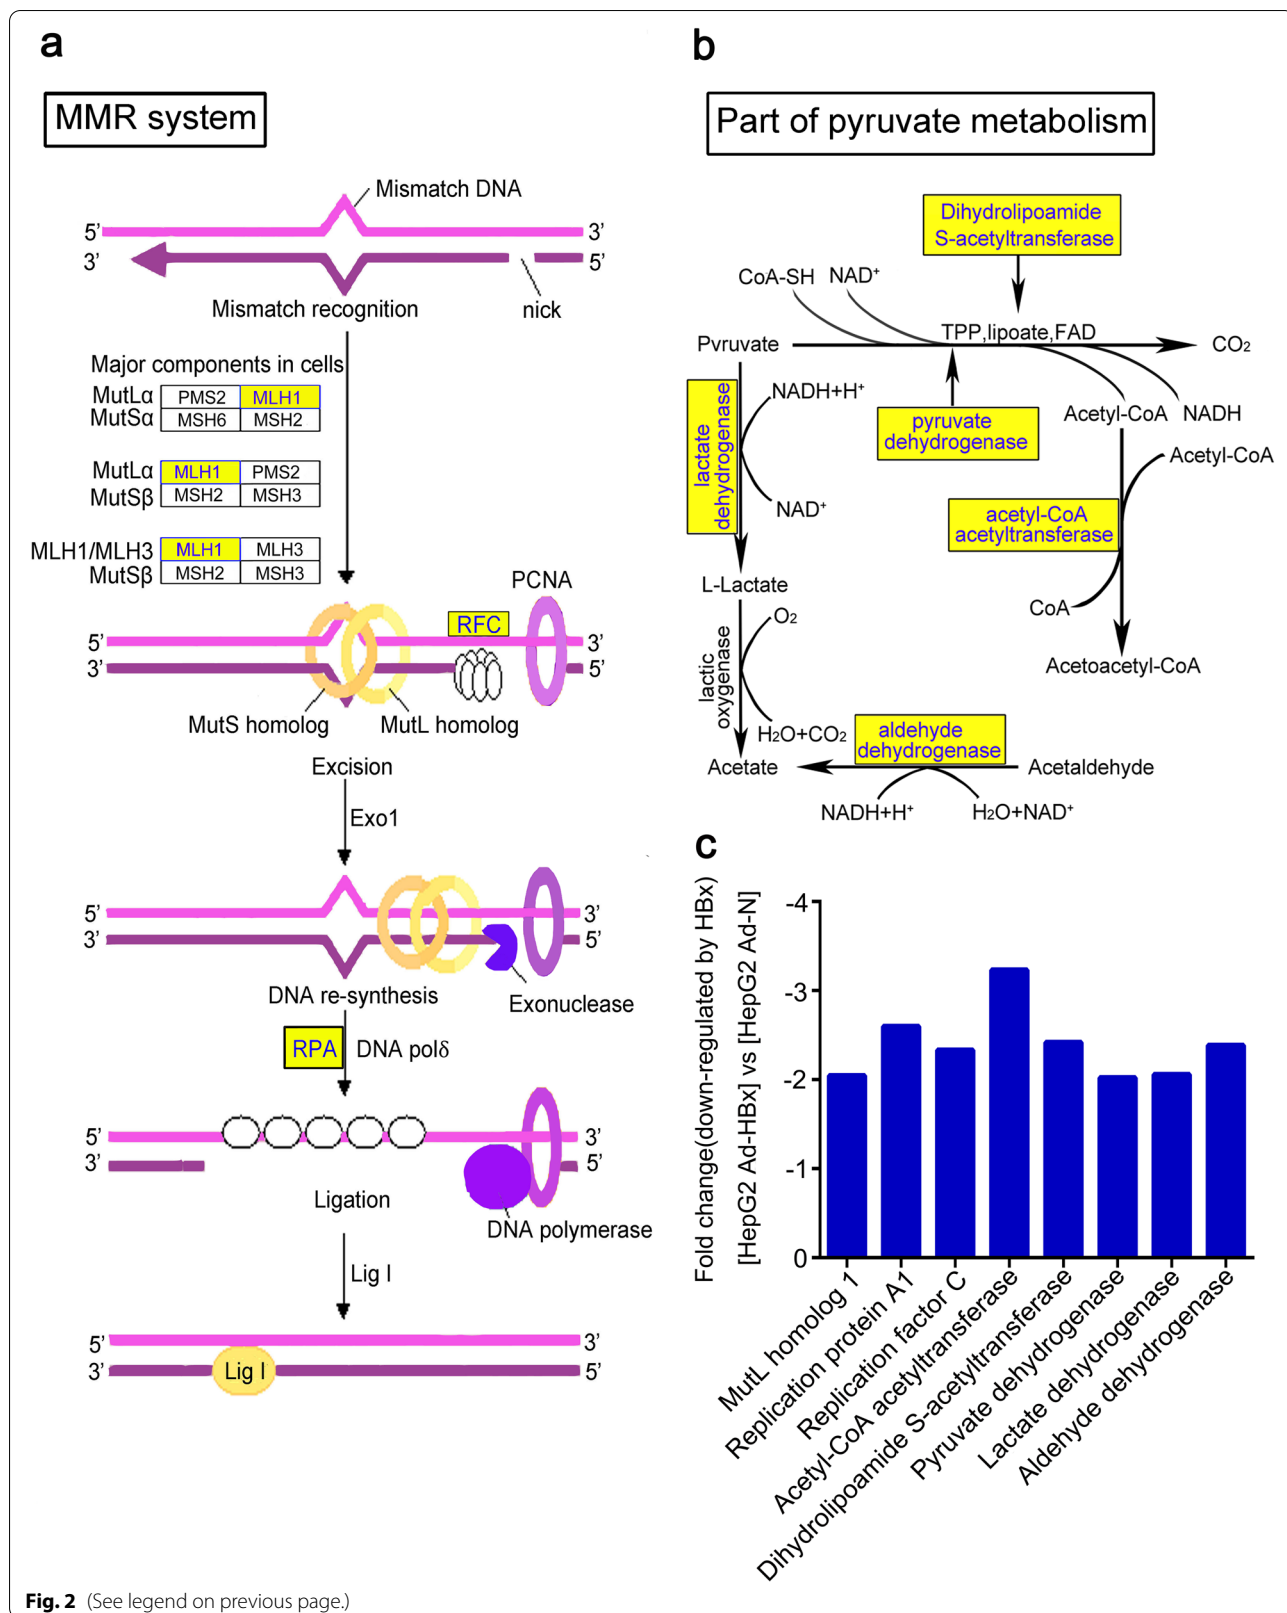 a
MMR system
Mismatch DNA
5’
3’
3’
5’
Mismatch recognition
nick
Major components in cells
MutLα PMS2 MLH1
MutSα MSH6 MSH2
MutLα MLH1 PMS2
MutSβ MSH2 MSH3
MLH1/MLH3 MLH1 MLH3
MutSβ MSH2 MSH3
PCNA
RFC
5’
3’
3’
5’
MutS homolog
MutL homolog
Excision
Exo1
5’
3’
3’
5’
DNA re-synthesis
Exonuclease
RPA
DNA polδ
5’
3’
3’
5’
Ligation
DNA polymerase
Lig I
5’
3’
3’
Lig I
5’
b
Part of pyruvate metabolism
Dihydrolipoamide
S-acetyltransferase
CoA-SH
NAD⁺
TPP,lipoate,FAD
Pvruvate
CO₂
lactate
dehydrogenase
NADH+H⁺
pyruvate
dehydrogenase
Acetyl-CoA
NADH
Acetyl-CoA
NAD⁺
acetyl-CoA
acetyltransferase
L-Lactate
CoA
O₂
Acetoacetyl-CoA
lactic
oxygenase
H₂O+CO₂
aldehyde
dehydrogenase
Acetate
Acetaldehyde
NADH+H⁺
H₂O+NAD⁺
c
Fold change(down-regulated by HBx)
[HepG2 Ad-HBx] vs [HepG2 Ad-N]
-4
-3
-2
-1
0
MutL homolog 1
Replication protein A1
Replication factor C
Acetyl-CoA acetyltransferase
Dihydrolipoamide S-acetyltransferase
Pyruvate dehydrogenase
Lactate dehydrogenase
Aldehyde dehydrogenase
Fig. 2 (See legend on previous page.)